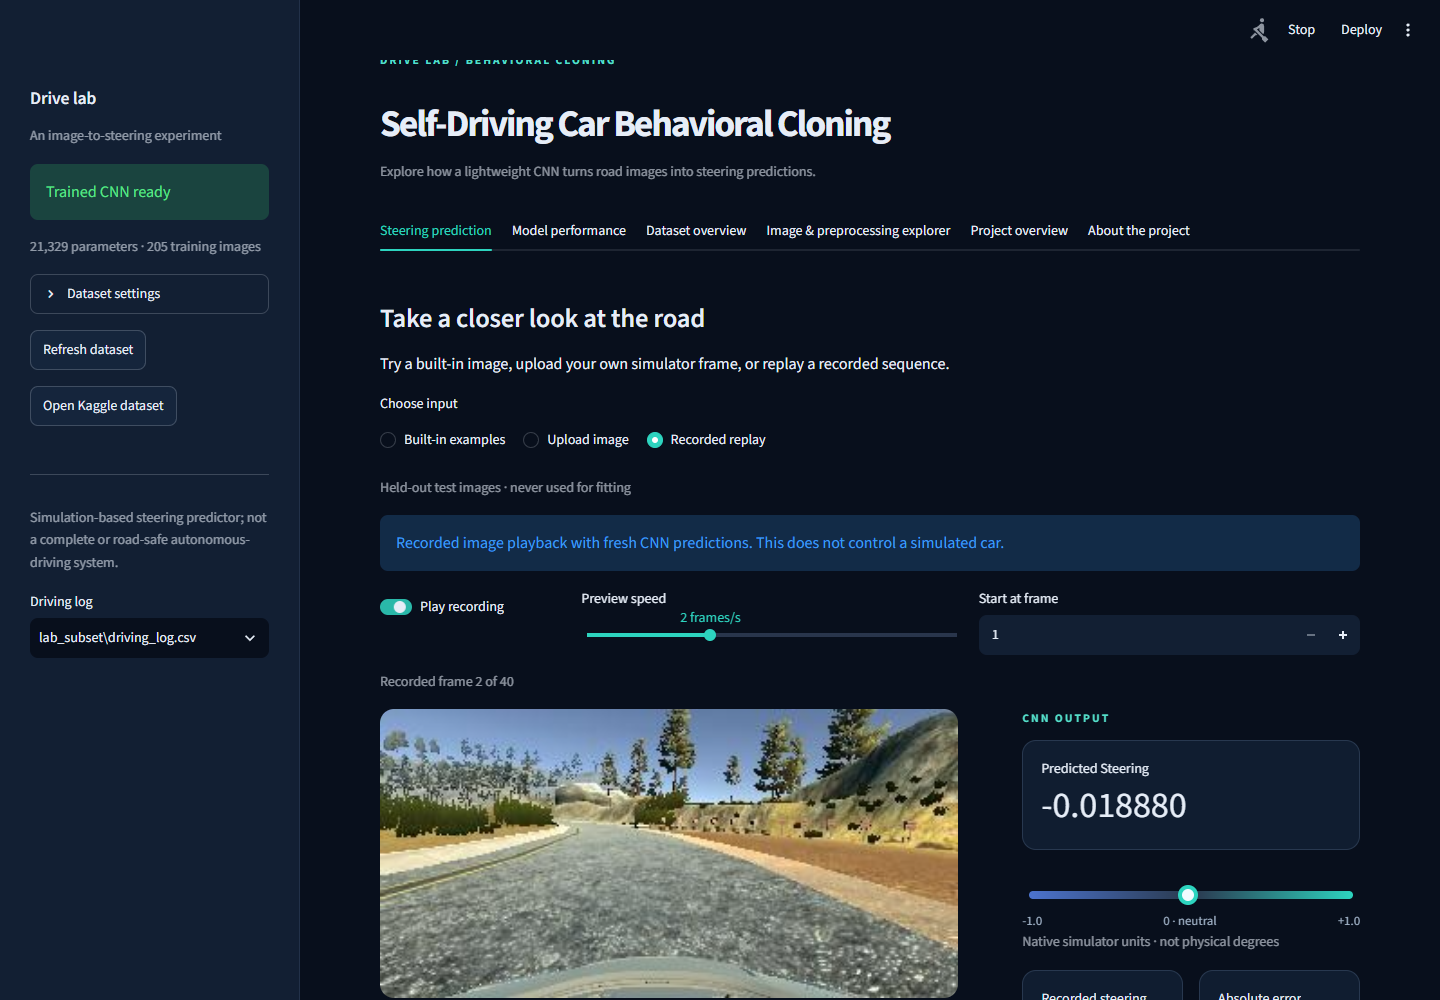 Stop
Deploy
Drive lab
An image-to-steering experiment
Trained CNN ready
21,329 parameters · 205 training images
Dataset settings
Refresh dataset
Open Kaggle dataset
Simulation-based steering predictor; not
a complete or road-safe autonomous-
driving system.
Driving log
lab_subset\driving_log.csv
DRIVE LAB / BEHAVIORAL CLONING
Self-Driving Car Behavioral Cloning
Explore how a lightweight CNN turns road images into steering predictions.
Steering prediction
Model performance
Dataset overview
Image & preprocessing explorer
Project overview
About the project
Take a closer look at the road
Try a built-in image, upload your own simulator frame, or replay a recorded sequence.
Choose input
Built-in examples
Upload image
Recorded replay
Held-out test images · never used for fitting
Recorded image playback with fresh CNN predictions. This does not control a simulated car.
Play recording
Preview speed
2 frames/s
Start at frame
1
Recorded frame 2 of 40
CNN OUTPUT
Predicted Steering
-0.018880
-1.0
0 · neutral
+1.0
Native simulator units · not physical degrees
Recorded steering
Absolute error